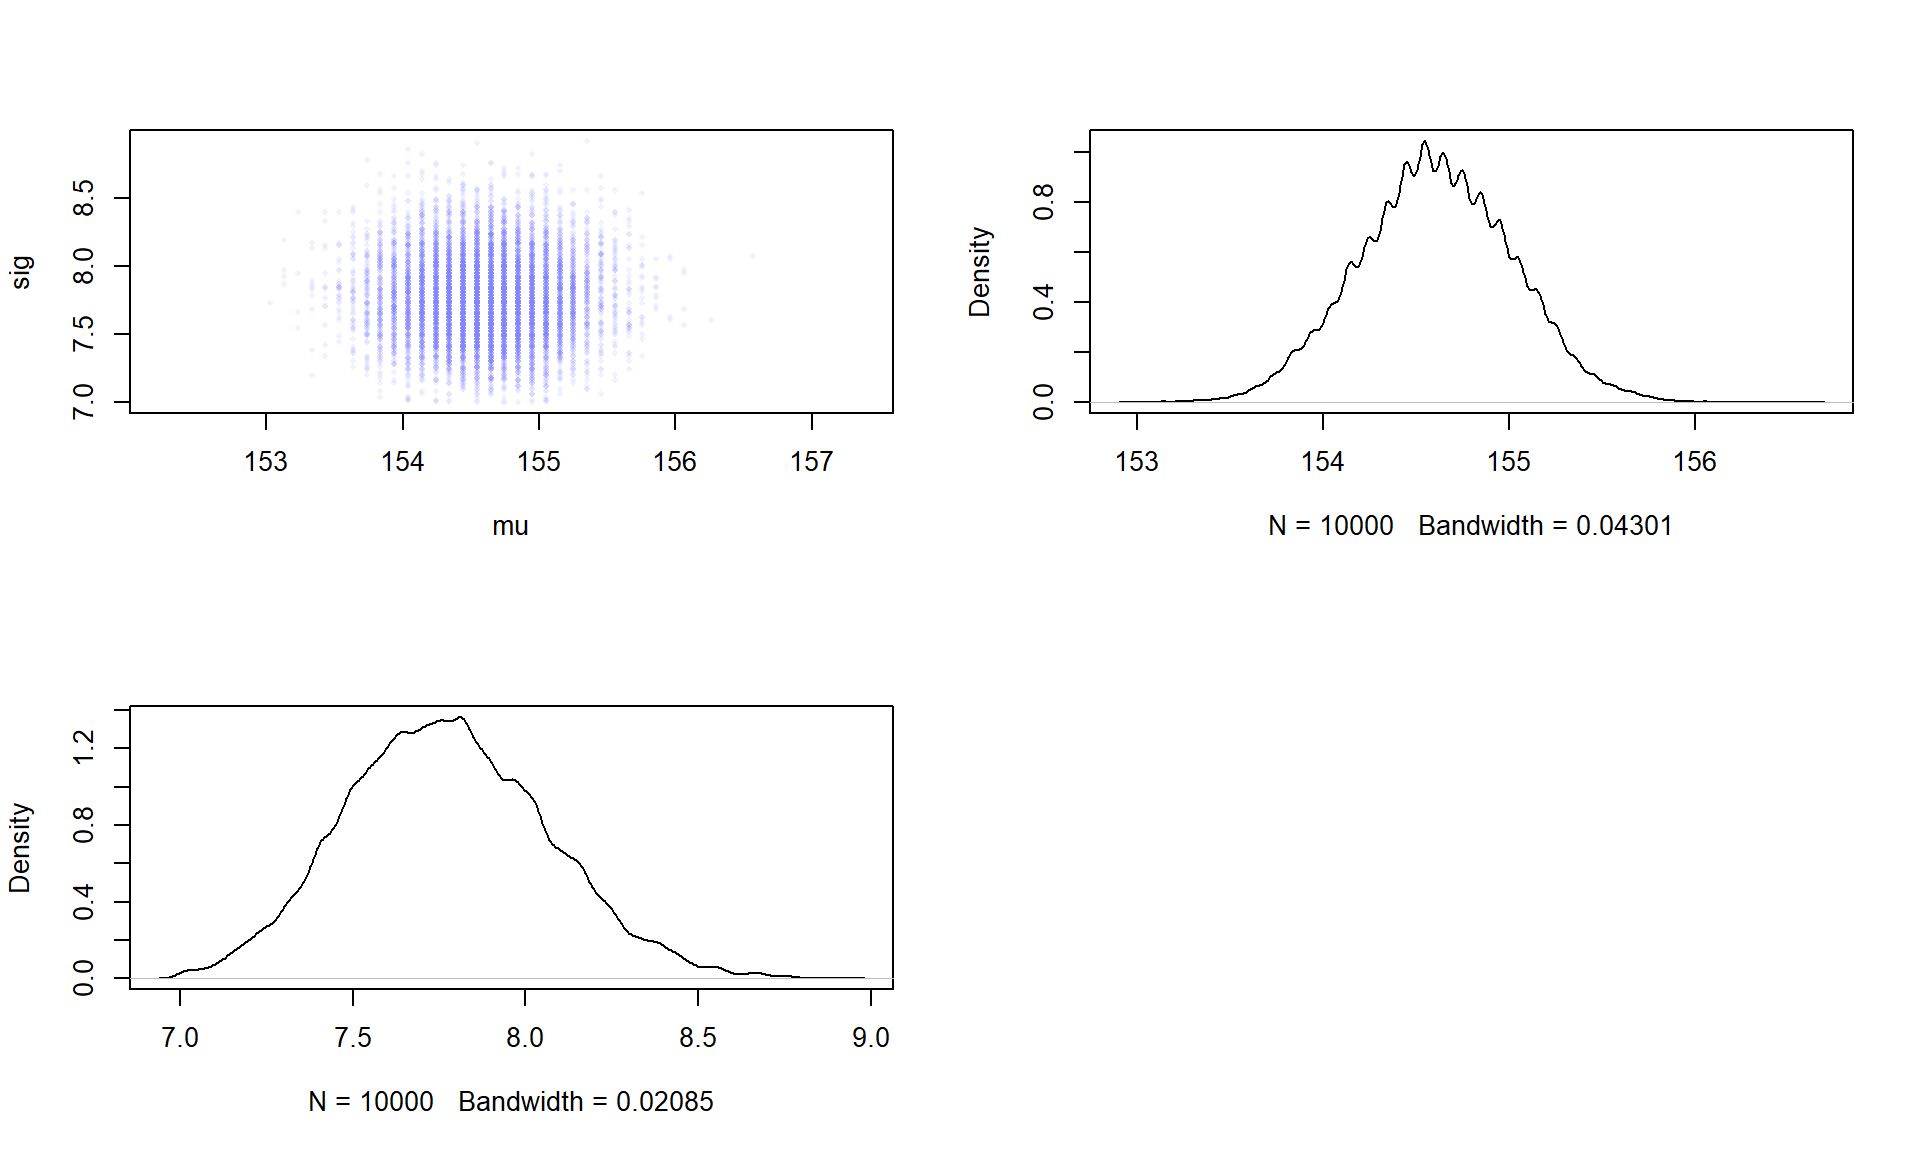 sig
8.5
8.0
7.5
7.0
153 154 155 156 157
mu
Density
0.8
0.4
0.0
153 154 155 156
N = 10000 Bandwidth = 0.04301
Density
1.2
0.8
0.4
0.0
7.0 7.5 8.0 8.5 9.0
N = 10000 Bandwidth = 0.02085